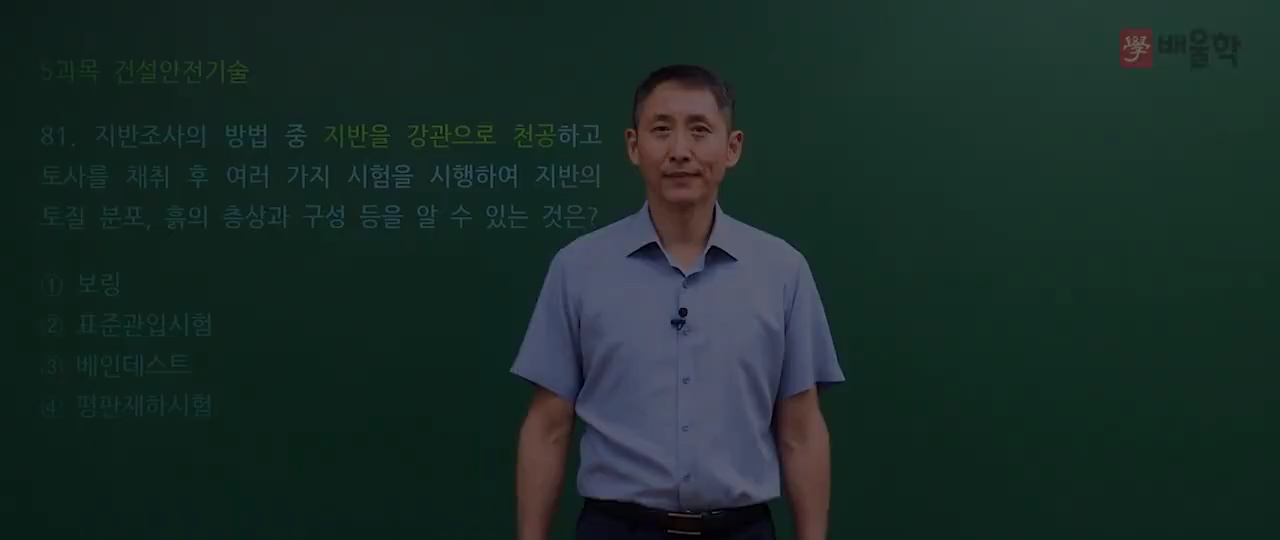 學 배울학
5과목 건설안전기술
81. 지반조사의 방법 중 지반을 강관으로 천공하고
토사를 채취 후 여러 가지 시험을 시행하여 지반의
토질 분포, 흙의 층상과 구성 등을 알 수 있는 것은?
① 보링
② 표준관입시험
③ 베인테스트
④ 평판재하시험